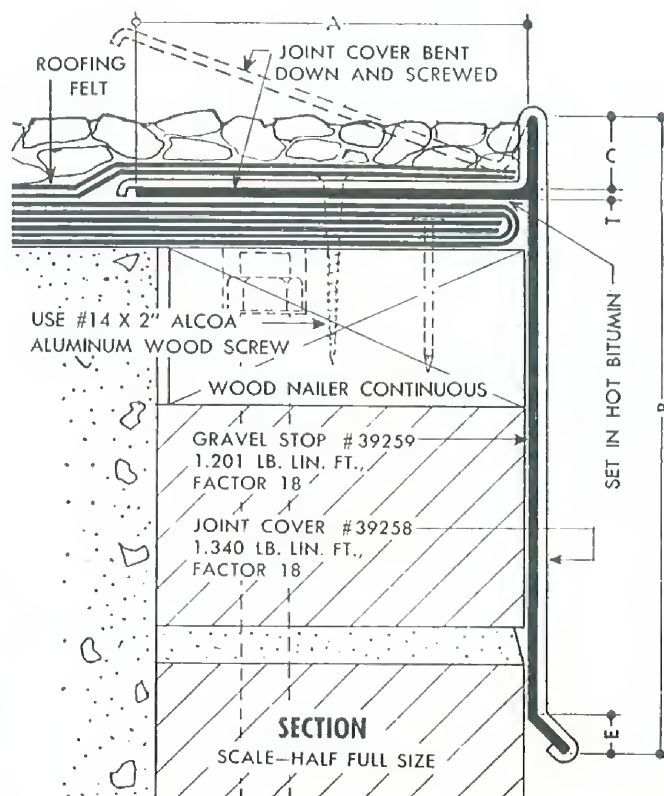 A
ROOFING
FELT
JOINT COVER BENT
DOWN AND SCREWED
C
T
USE #14 X 2" ALCOA
ALUMINUM WOOD SCREW
WOOD NAILER CONTINUOUS
SET IN HOT BITUMIN
B
GRAVEL STOP #39259
1.201 LB. LIN. FT.,
FACTOR 18
JOINT COVER #39258
1.340 LB. LIN. FT.,
FACTOR 18
E
SECTION
SCALE—HALF FULL SIZE